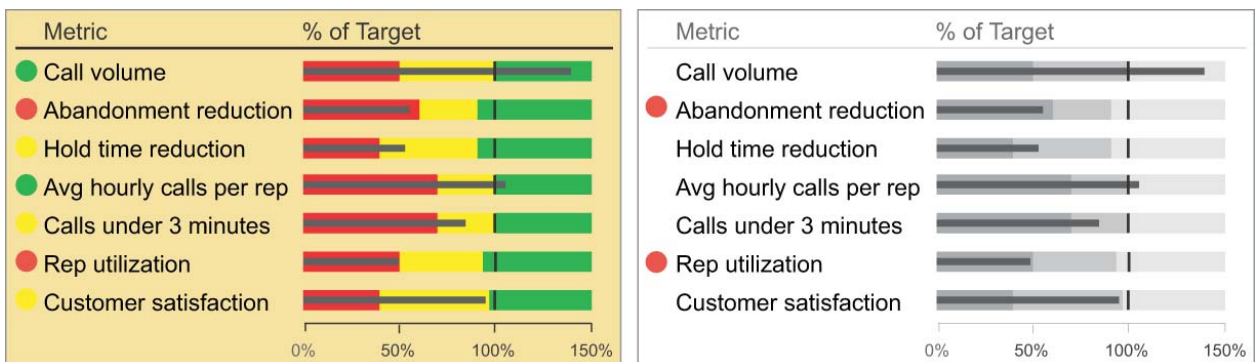 Metric % of Target
Call volume
Abandonment reduction
Hold time reduction
Avg hourly calls per rep
Calls under 3 minutes
Rep utilization
Customer satisfaction
0% 50% 100% 150%
Metric % of Target
Call volume
Abandonment reduction
Hold time reduction
Avg hourly calls per rep
Calls under 3 minutes
Rep utilization
Customer satisfaction
0% 50% 100% 150%